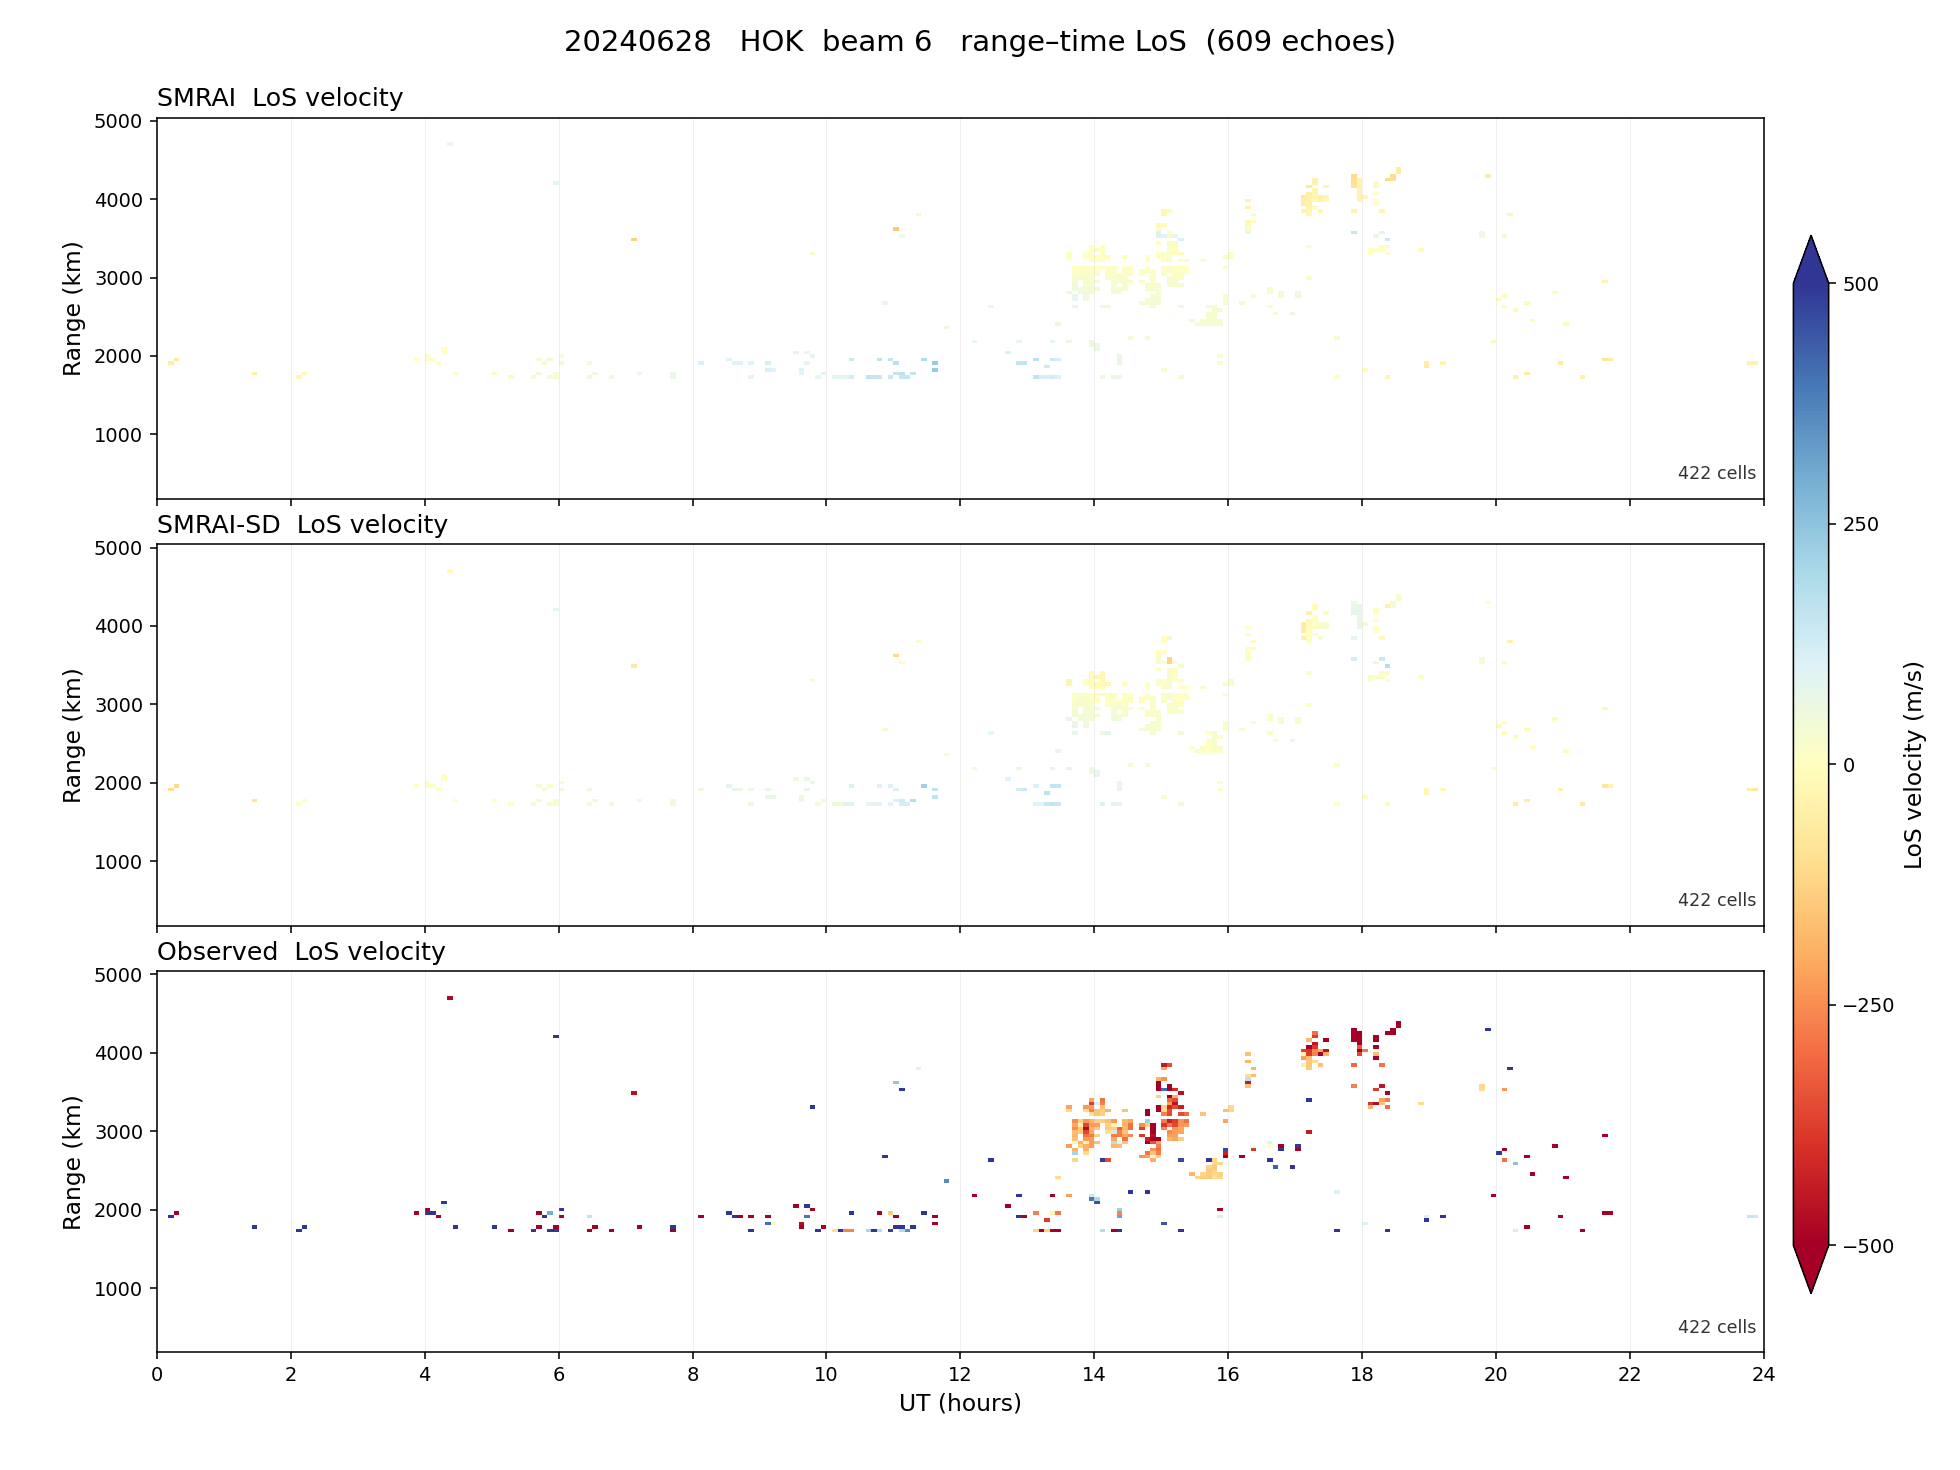 20240628   HOK  beam 6   range–time LoS  (609 echoes)
SMRAI  LoS velocity
5000
4000
3000
2000
1000
Range (km)
422 cells
SMRAI-SD  LoS velocity
5000
4000
3000
2000
1000
Range (km)
422 cells
Observed  LoS velocity
5000
4000
3000
2000
1000
Range (km)
422 cells
0 2 4 6 8 10 12 14 16 18 20 22 24
UT (hours)
500
250
0
−250
−500
LoS velocity (m/s)